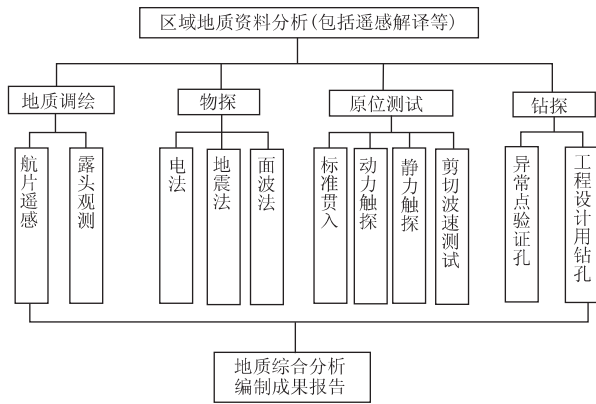 区域地质资料分析(包括遥感解译等)
地质调绘
物探
原位测试
钻探
航片遥感
露头观测
电法
地震法
面波法
标准贯入
动力触探
静力触探
剪切波速测试
异常点验证孔
工程设计用钻孔
地质综合分析
编制成果报告